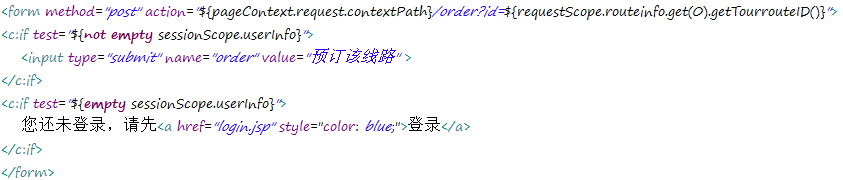 <form method="post" action="${pageContext.request.contextPath}/order?id=${requestScope.routeinfo.get(0).getTourrouteID()}">
<c:if test="${not empty sessionScope.userInfo}">
<input type="submit" name="order" value="预订该线路" >
</c:if>
<c:if test="${empty sessionScope.userInfo}">
您还未登录，请先<a href="login.jsp" style="color: blue;">登录</a>
</c:if>
</form>